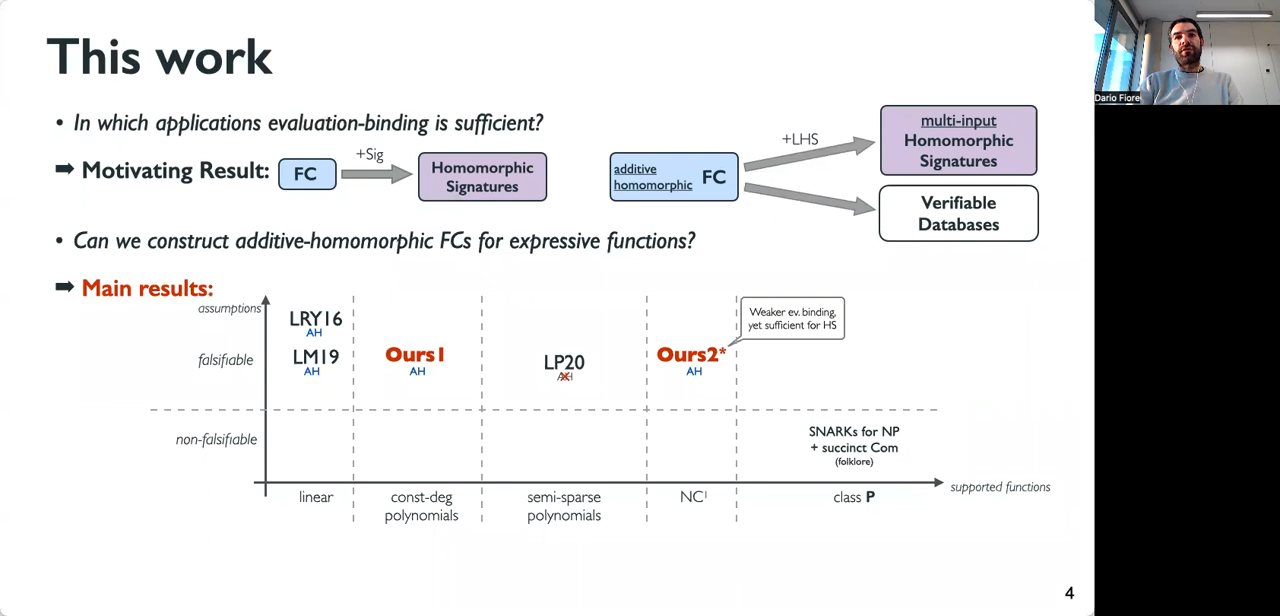 This work
Dario Fiore
• In which applications evaluation-binding is sufficient?
➡ Motivating Result:
FC
+Sig
Homomorphic
Signatures
additive
homomorphic
FC
+LHS
multi-input
Homomorphic
Signatures
Verifiable
Databases
• Can we construct additive-homomorphic FCs for expressive functions?
➡ Main results:
assumptions
falsifiable
non-falsifiable
LRY16
AH
LM19
AH
Ours1
AH
LP20
AH
Ours2*
AH
Weaker ev. binding,
yet sufficient for HS
SNARKs for NP
+ succinct Com
(folklore)
linear
const-deg
polynomials
semi-sparse
polynomials
NC¹
class P
supported functions
4